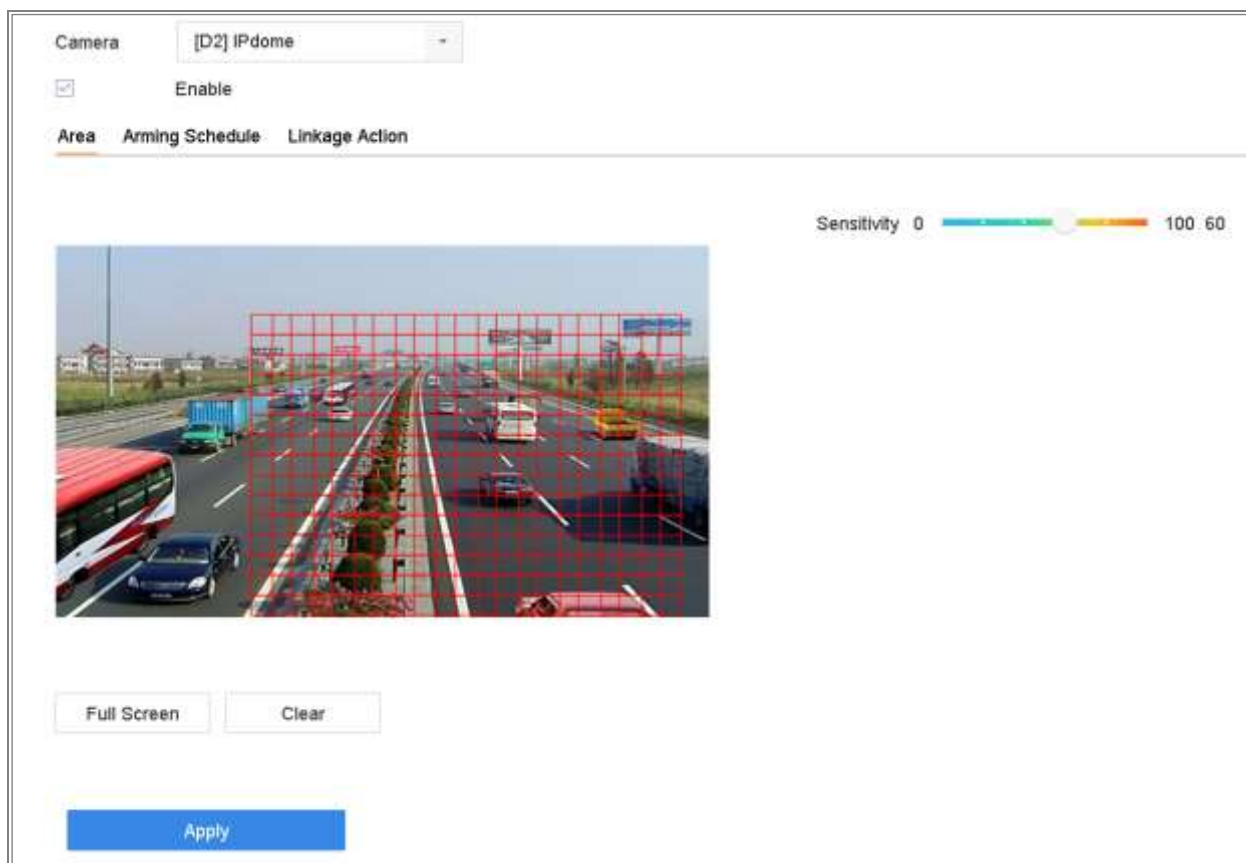 Camera [D2] IPdome
Enable
Area Arming Schedule Linkage Action
Sensitivity 0 100 60
Full Screen Clear
Apply